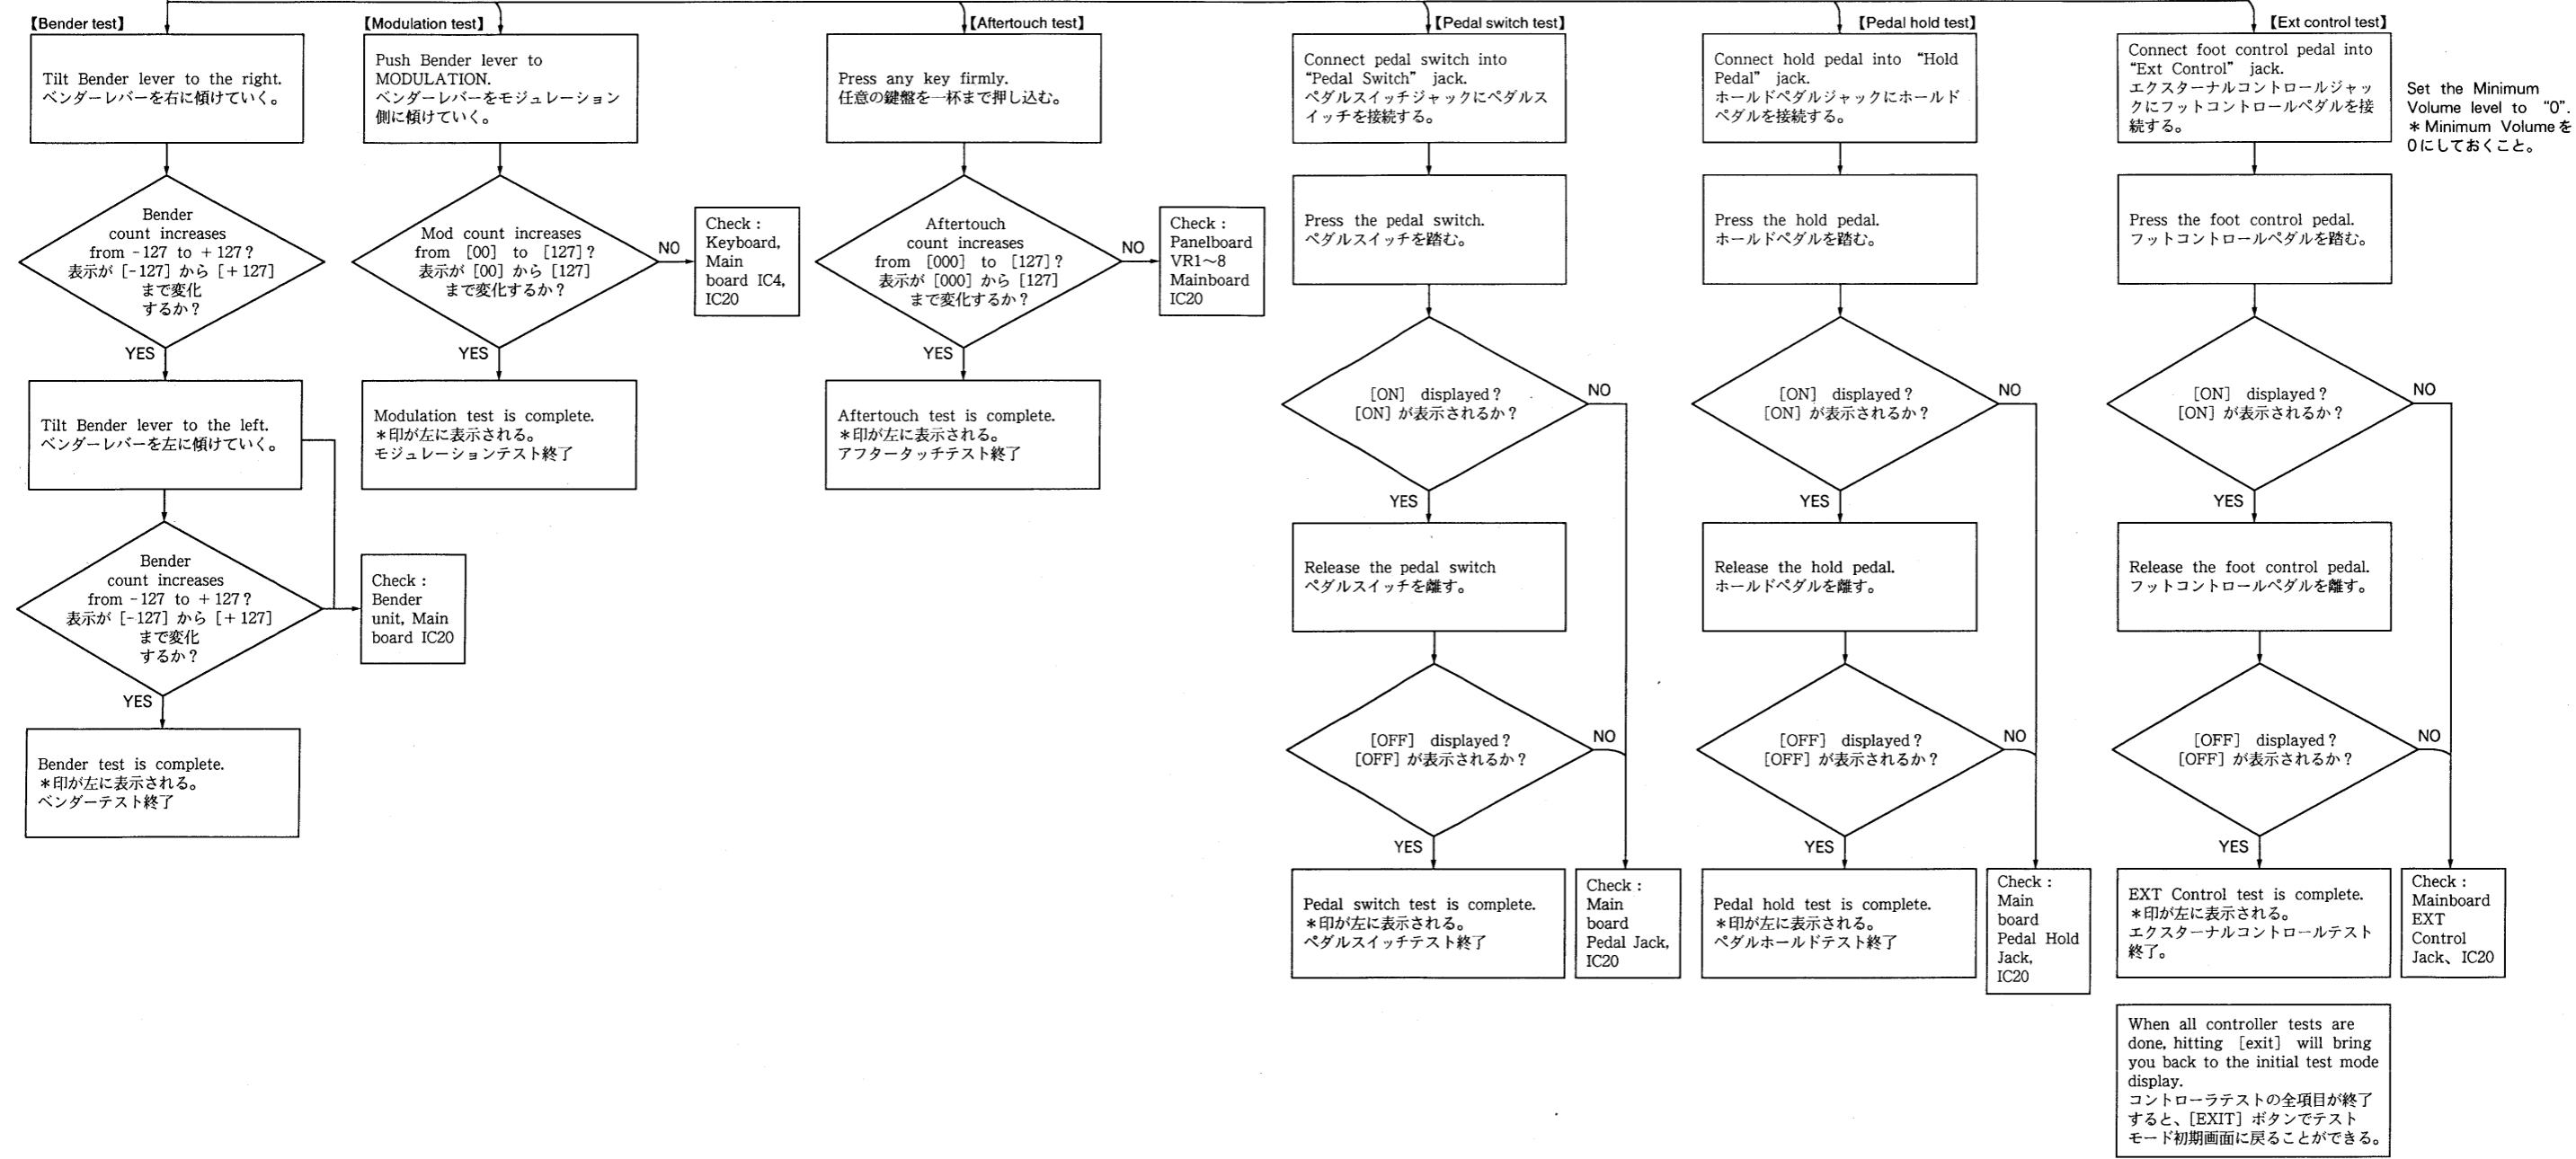 【Bender test】
Tilt Bender lever to the right.
ベンダーレバーを右に傾けていく。
Bender
count increases
from -127 to +127?
表示が [-127] から [+127]
まで変化
するか？
YES
Tilt Bender lever to the left.
ベンダーレバーを左に傾けていく。
Bender
count increases
from -127 to +127?
表示が [-127] から [+127]
まで変化
するか？
YES
Check :
Bender
unit, Main
board IC20
Bender test is complete.
＊印が左に表示される。
ベンダーテスト終了
【Modulation test】
Push Bender lever to
MODULATION.
ベンダーレバーをモジュレーション
側に傾けていく。
Mod count increases
from [00] to [127]?
表示が [00] から [127]
まで変化するか？
NO
Check :
Keyboard,
Main
board IC4,
IC20
YES
Modulation test is complete.
＊印が左に表示される。
モジュレーションテスト終了
【Aftertouch test】
Press any key firmly.
任意の鍵盤を一杯まで押し込む。
Aftertouch
count increases
from [000] to [127]?
表示が [000] から [127]
まで変化するか？
NO
Check :
Panelboard
VR1〜8
Mainboard
IC20
YES
Aftertouch test is complete.
＊印が左に表示される。
アフタータッチテスト終了
【Pedal switch test】
Connect pedal switch into
“Pedal Switch” jack.
ペダルスイッチジャックにペダルス
イッチを接続する。
Press the pedal switch.
ペダルスイッチを踏む。
[ON] displayed?
[ON] が表示されるか？
NO
YES
Release the pedal switch
ペダルスイッチを離す。
[OFF] displayed?
[OFF] が表示されるか？
NO
YES
Pedal switch test is complete.
＊印が左に表示される。
ペダルスイッチテスト終了
Check :
Main
board
Pedal Jack,
IC20
【Pedal hold test】
Connect hold pedal into “Hold
Pedal” jack.
ホールドペダルジャックにホールド
ペダルを接続する。
Press the hold pedal.
ホールドペダルを踏む。
[ON] displayed?
[ON] が表示されるか？
NO
YES
Release the hold pedal.
ホールドペダルを離す。
[OFF] displayed?
[OFF] が表示されるか？
NO
YES
Pedal hold test is complete.
＊印が左に表示される。
ペダルホールドテスト終了
Check :
Main
board
Pedal Hold
Jack,
IC20
【Ext control test】
Connect foot control pedal into
“Ext Control” jack.
エクスターナルコントロールジャッ
クにフットコントロールペダルを接
続する。
Set the Minimum
Volume level to “0”.
＊Minimum Volumeを
0にしておくこと。
Press the foot control pedal.
フットコントロールペダルを踏む。
[ON] displayed?
[ON] が表示されるか？
NO
YES
Release the foot control pedal.
フットコントロールペダルを離す。
[OFF] displayed?
[OFF] が表示されるか？
NO
YES
EXT Control test is complete.
＊印が左に表示される。
エクスターナルコントロールテスト
終了。
Check :
Mainboard
EXT
Control
Jack、IC20
When all controller tests are
done, hitting [exit] will bring
you back to the initial test mode
display.
コントローラテストの全項目が終了
すると、[EXIT] ボタンでテスト
モード初期画面に戻ることができる。